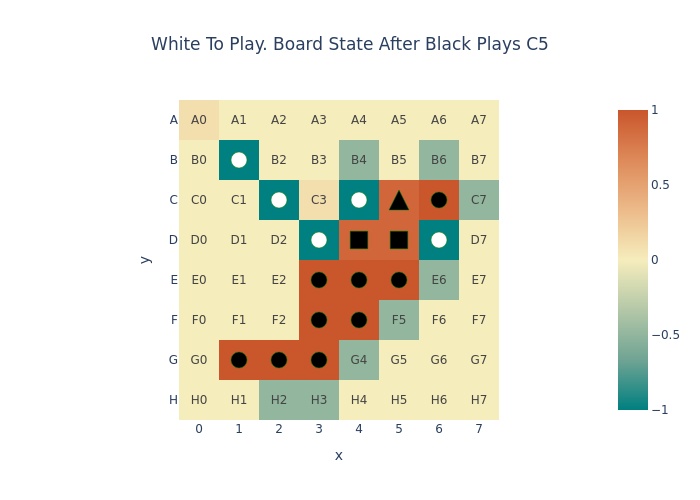 White To Play. Board State After Black Plays C5
A A0 A1 A2 A3 A4 A5 A6 A7
B B0 B2 B3 B4 B5 B6 B7
C C0 C1 C3 C7
D D0 D1 D2 D7
E E0 E1 E2 E6 E7
F F0 F1 F2 F5 F6 F7
G G0 G4 G5 G6 G7
H H0 H1 H2 H3 H4 H5 H6 H7
0 1 2 3 4 5 6 7
x
y
1
0.5
0
−0.5
−1